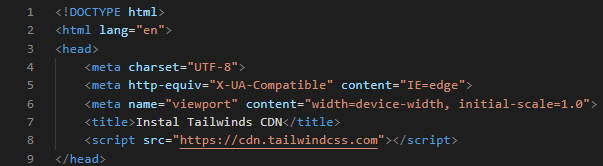 1 <!DOCTYPE html>
2 <html lang="en">
3 <head>
4 <meta charset="UTF-8">
5 <meta http-equiv="X-UA-Compatible" content="IE=edge">
6 <meta name="viewport" content="width=device-width, initial-scale=1.0">
7 <title>Instal Tailwinds CDN</title>
8 <script src="https://cdn.tailwindcss.com"></script>
9 </head>